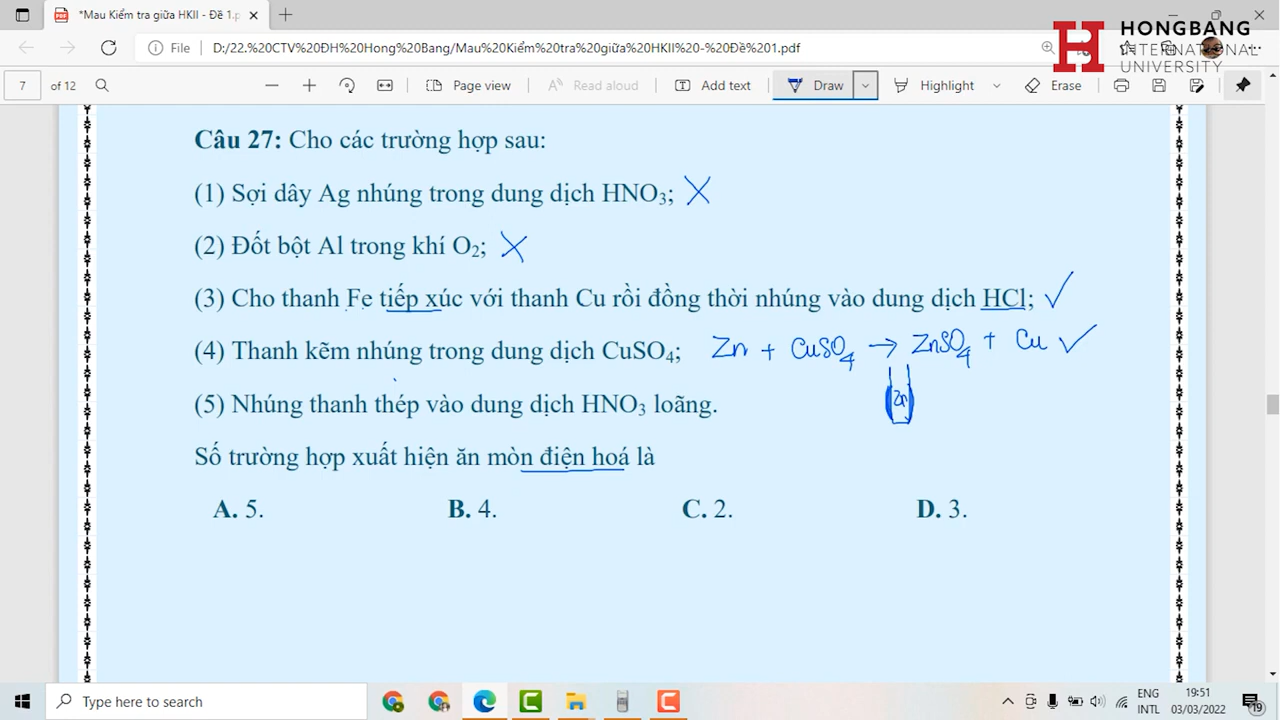 *Mau Kiểm tra giữa HKII - Đề 1.p
HONGBANG
INTERNATIONAL
UNIVERSITY
File D:/22.%20CTV%20ĐH%20Hong%20Bang/Mau%20Kiểm%20tra%20giữa%20HKII%20-%20Đề%201.pdf
7 of 12 Page view Read aloud Add text Draw Highlight Erase
Câu 27: Cho các trường hợp sau:
(1) Sợi dây Ag nhúng trong dung dịch HNO₃;
(2) Đốt bột Al trong khí O₂;
(3) Cho thanh Fe tiếp xúc với thanh Cu rồi đồng thời nhúng vào dung dịch HCl;
(4) Thanh kẽm nhúng trong dung dịch CuSO₄; Zn + CuSO₄ → ZnSO₄ + Cu
Zn
(5) Nhúng thanh thép vào dung dịch HNO₃ loãng.
Số trường hợp xuất hiện ăn mòn điện hoá là
A. 5. B. 4. C. 2. D. 3.
Type here to search
ENG 19:51
INTL 03/03/2022 19